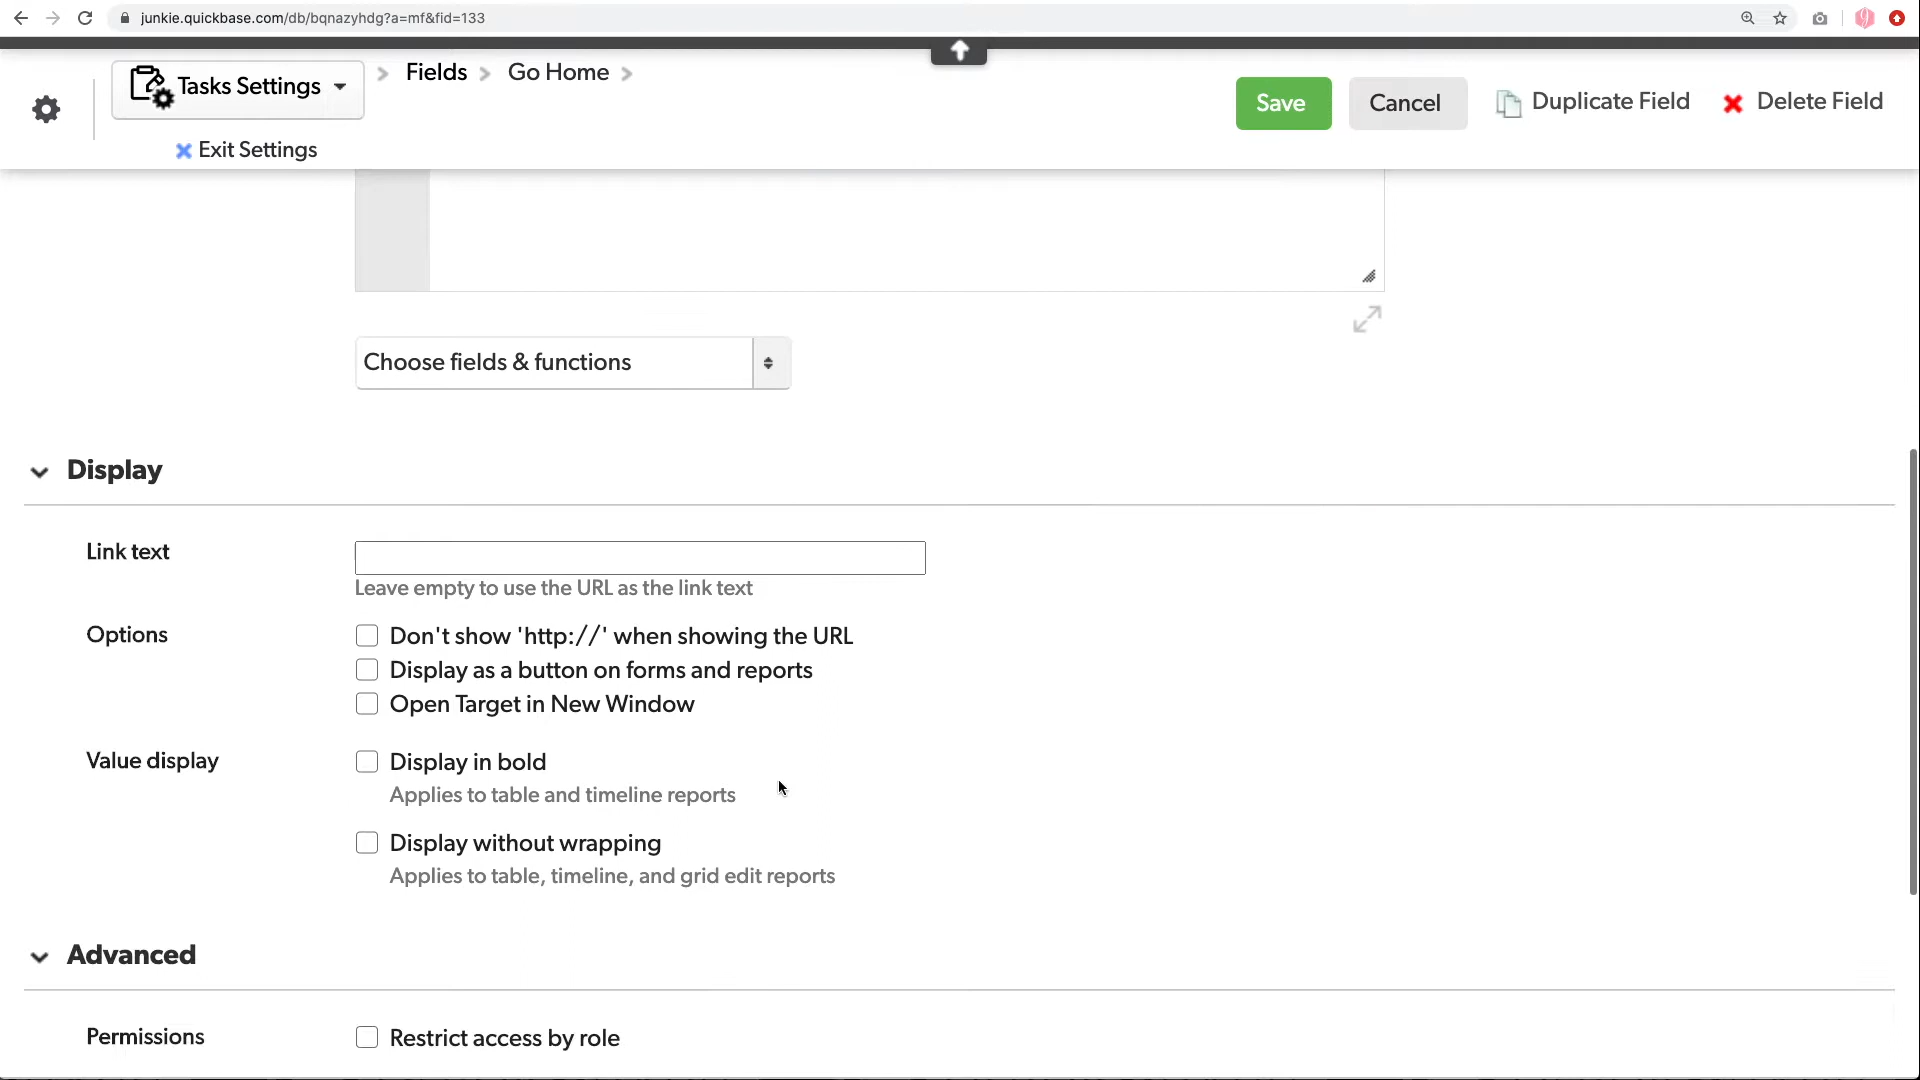 junkie.quickbase.com/db/bqnazyhdg?a=mf&fid=133
Tasks Settings
Fields
Go Home
Save
Cancel
Duplicate Field
Delete Field
Exit Settings
Choose fields & functions
Display
Link text
Leave empty to use the URL as the link text
Options
Don't show 'http://' when showing the URL
Display as a button on forms and reports
Open Target in New Window
Value display
Display in bold
Applies to table and timeline reports
Display without wrapping
Applies to table, timeline, and grid edit reports
Advanced
Permissions
Restrict access by role